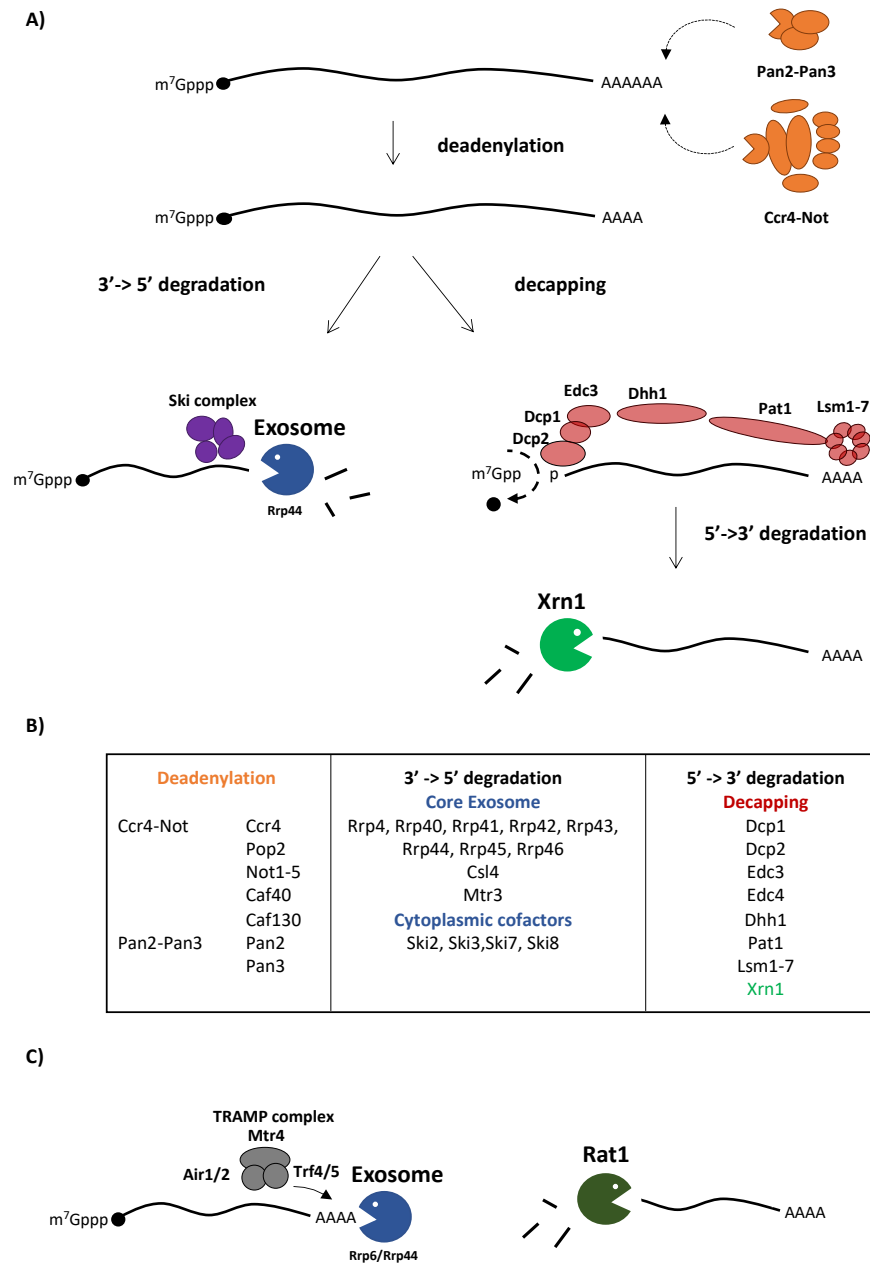 A)
m⁷Gppp
AAAAAA
Pan2-Pan3
deadenylation
Ccr4-Not
m⁷Gppp
AAAA
3'-> 5' degradation
decapping
Ski complex
Exosome
m⁷Gppp
Rrp44
Edc3
Dhh1
Dcp1
Pat1
Lsm1-7
Dcp2
m⁷Gpp
p
AAAA
5'->3' degradation
Xrn1
AAAA
B)
Deadenylation 3' -> 5' degradation 5' -> 3' degradation
Core Exosome Decapping
Ccr4-Not Ccr4 Rrp4, Rrp40, Rrp41, Rrp42, Rrp43, Dcp1
Pop2 Rrp44, Rrp45, Rrp46 Dcp2
Not1-5 Csl4 Edc3
Caf40 Mtr3 Edc4
Caf130 Cytoplasmic cofactors Dhh1
Pan2-Pan3 Pan2 Ski2, Ski3,Ski7, Ski8 Pat1
Pan3 Lsm1-7
Xrn1
C)
TRAMP complex
Mtr4
Air1/2
Trf4/5
Exosome
m⁷Gppp
AAAA
Rrp6/Rrp44
Rat1
AAAA